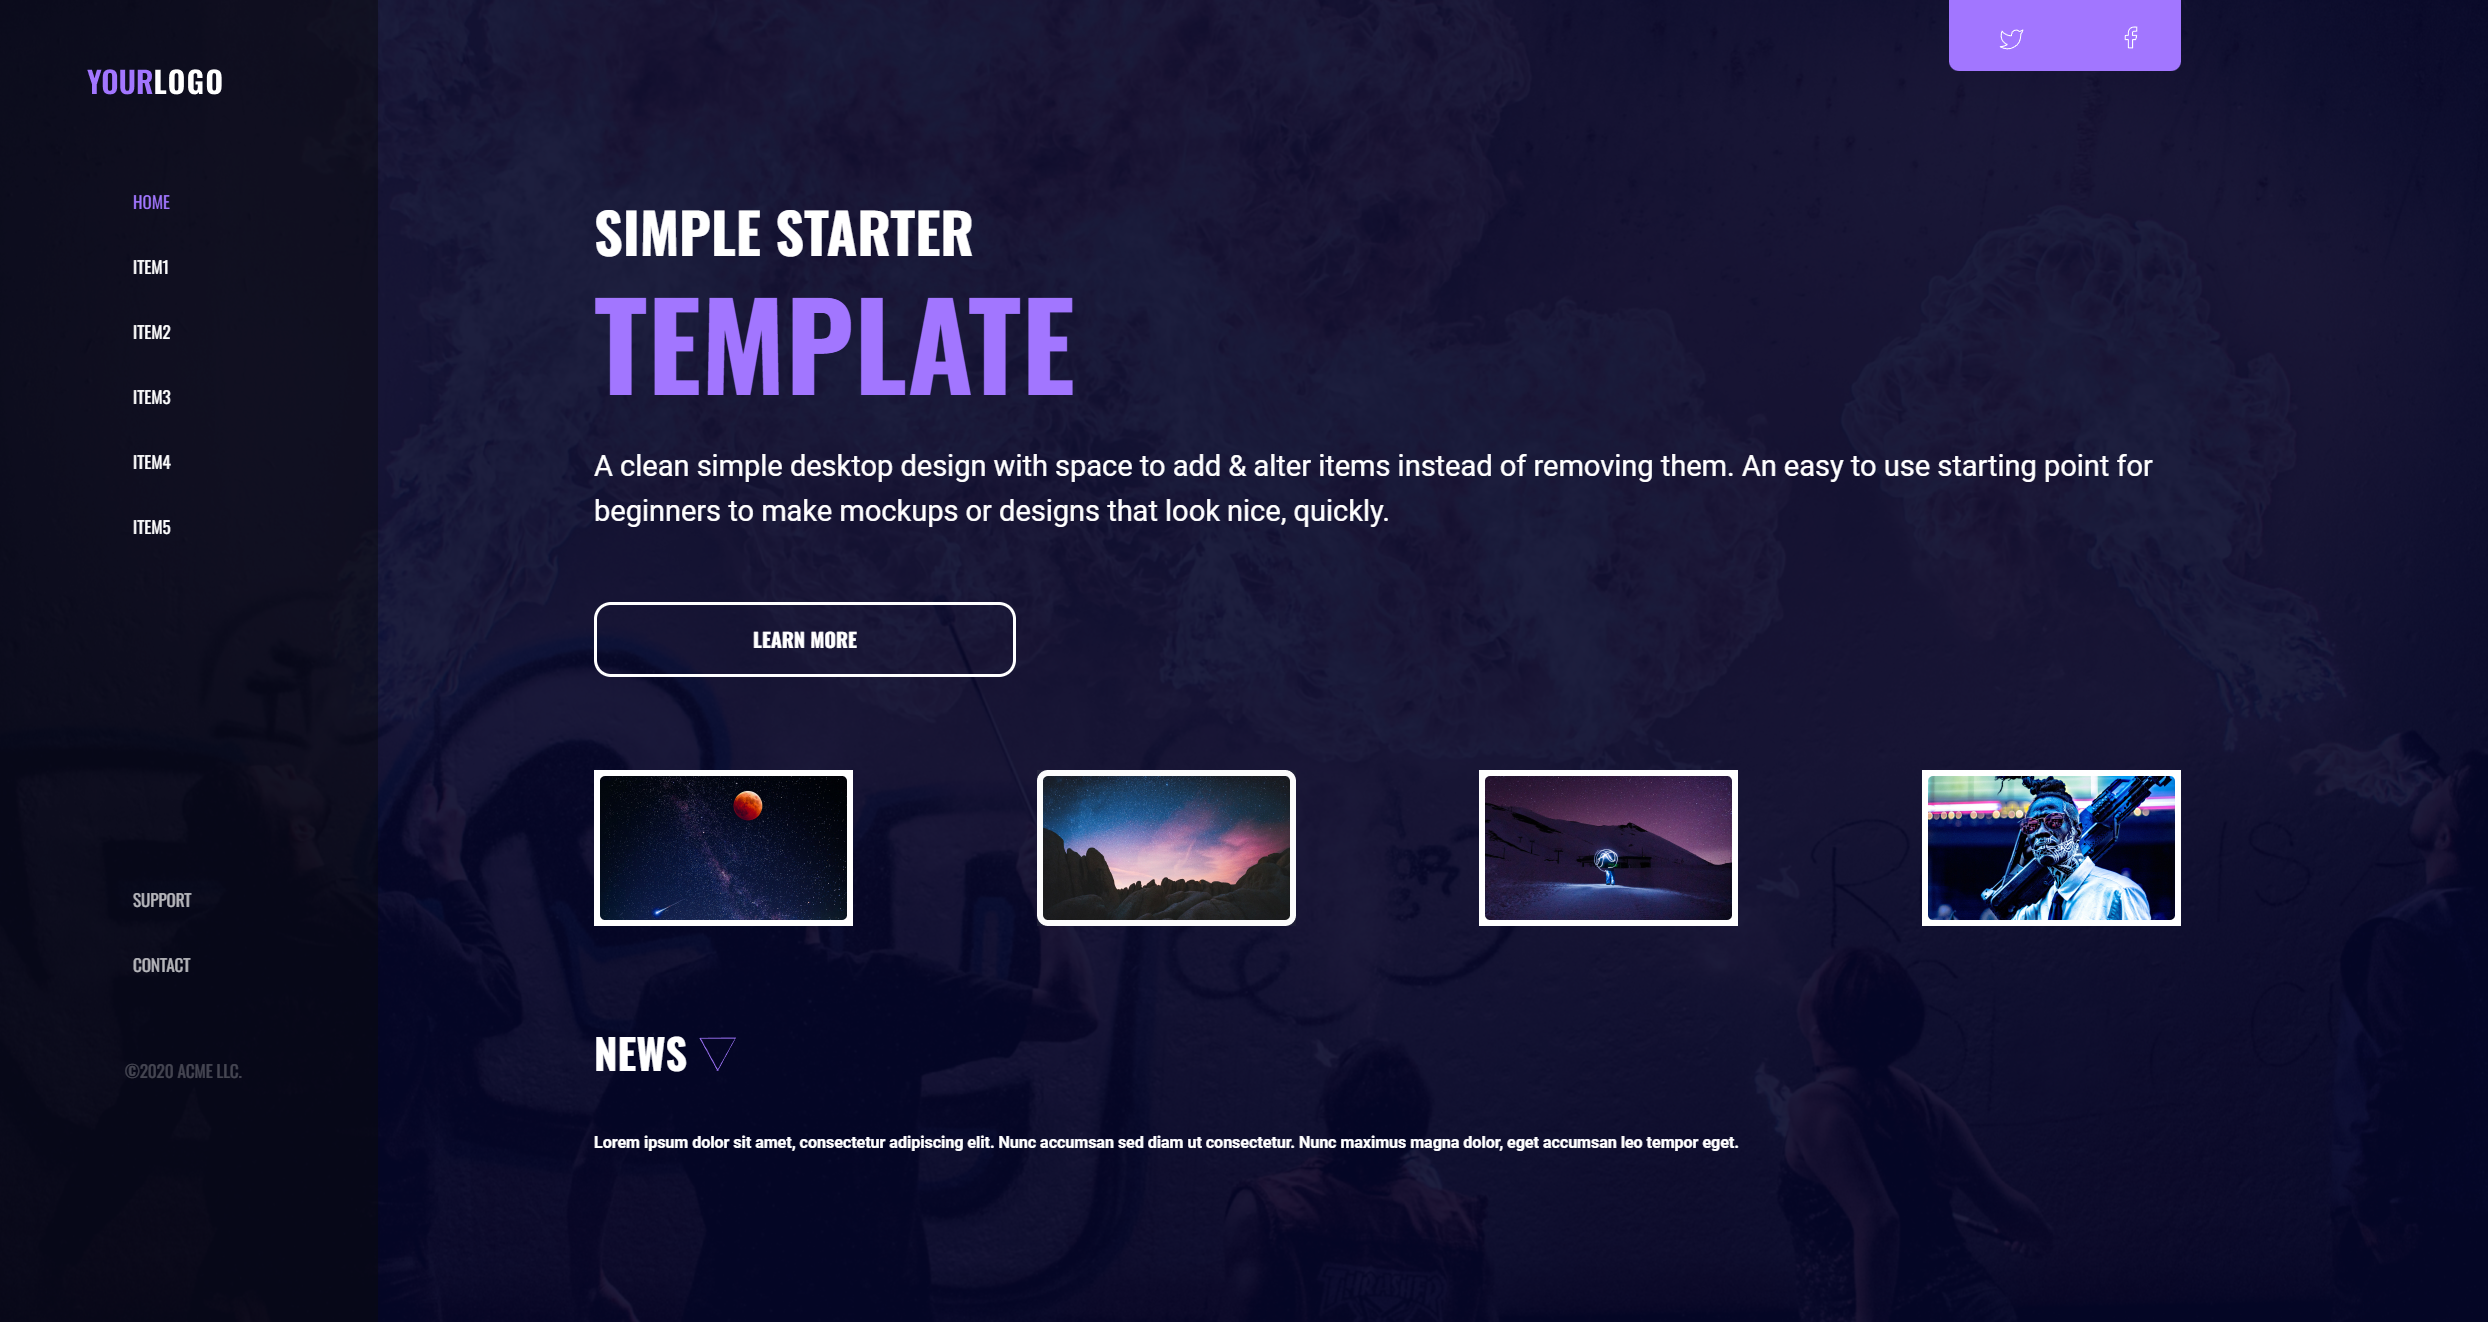 YOURLOGO
HOME
ITEM1
ITEM2
ITEM3
ITEM4
ITEM5
SUPPORT
CONTACT
©2020 ACME LLC.
SIMPLE STARTER
TEMPLATE
A clean simple desktop design with space to add & alter items instead of removing them. An easy to use starting point for
beginners to make mockups or designs that look nice, quickly.
LEARN MORE
NEWS
Lorem ipsum dolor sit amet, consectetur adipiscing elit. Nunc accumsan sed diam ut consectetur. Nunc maximus magna dolor, eget accumsan leo tempor eget.
THRASHER